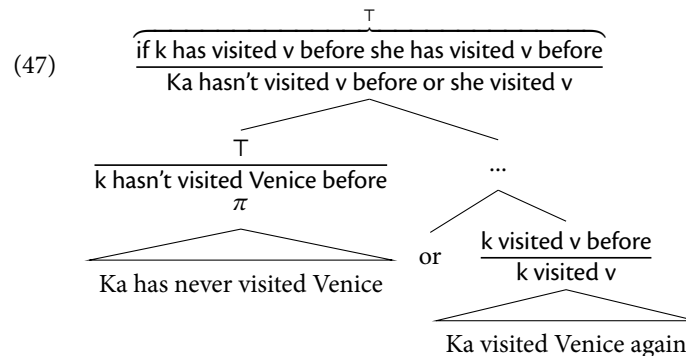 (47)
⊤
if k has visited v before she has visited v before
Ka hasn't visited v before or she visited v
⊤
k hasn't visited Venice before
π
Ka has never visited Venice
...
or
k visited v before
k visited v
Ka visited Venice again